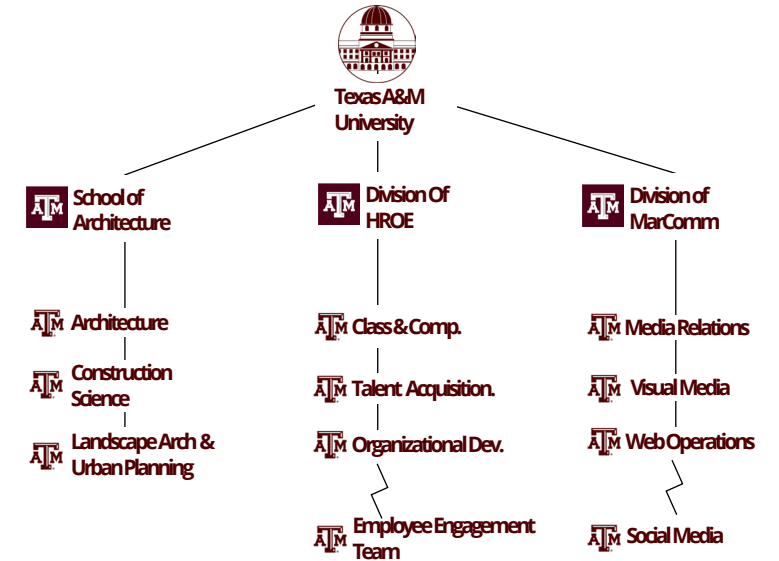 Texas A&M
University
School of
Architecture
Architecture
Construction
Science
Landscape Arch &
Urban Planning
Division Of
HROE
Class & Comp.
Talent Acquisition.
Organizational Dev.
Employee Engagement
Team
Division of
MarComm
Media Relations
Visual Media
Web Operations
Social Media